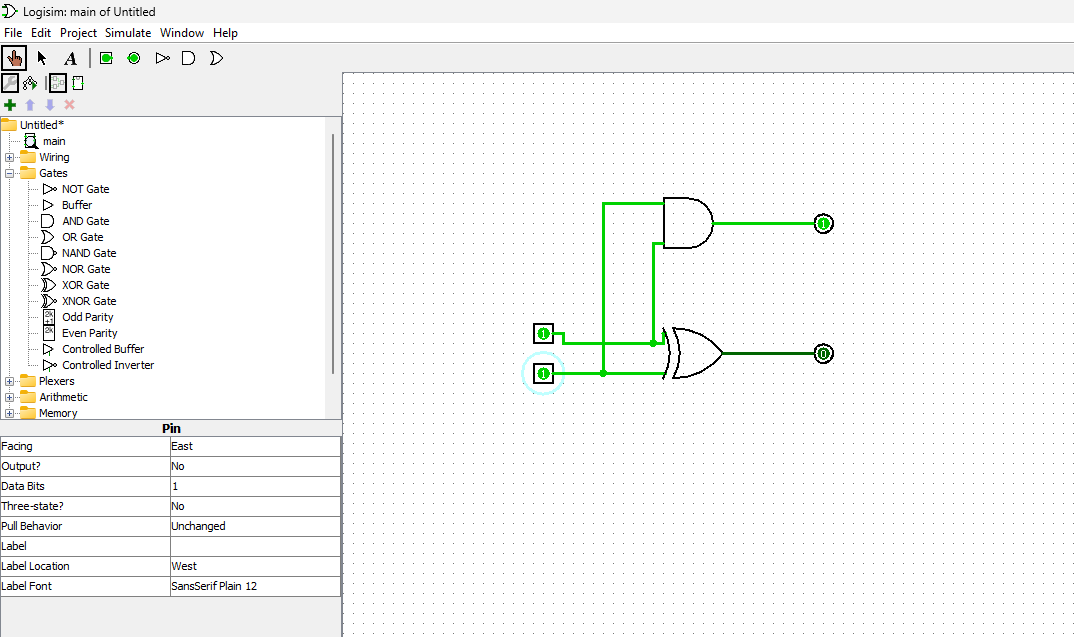 Logisim: main of Untitled
File Edit Project Simulate Window Help
A
Untitled*
main
Wiring
Gates
NOT Gate
Buffer
AND Gate
OR Gate
NAND Gate
NOR Gate
XOR Gate
XNOR Gate
Odd Parity
Even Parity
Controlled Buffer
Controlled Inverter
Plexers
Arithmetic
Memory
Pin
Facing East
Output? No
Data Bits 1
Three-state? No
Pull Behavior Unchanged
Label
Label Location West
Label Font SansSerif Plain 12
1
1
1
0